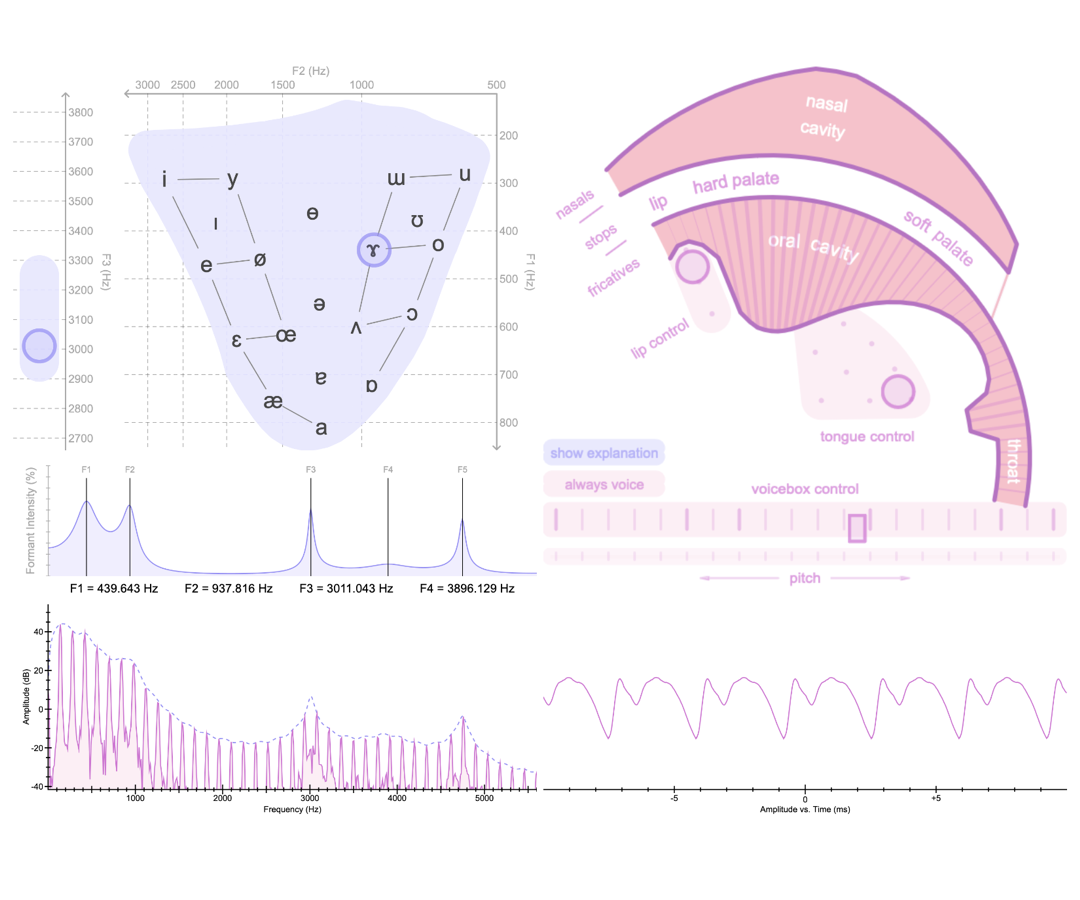 F2 (Hz)
3000 2500 2000 1500 1000 500
3800
3700
3600
3500
3400
3300
3200
3100
3000
2900
2800
2700
F3 (Hz)
200
300
400
500
600
700
800
F1 (Hz)
i y ɯ u
ɪ ɵ ʊ
e ø ɤ o
ə
ɛ œ ʌ ɔ
ɐ ɒ
æ
a
nasal
cavity
nasals
stops
fricatives
lip
hard palate
soft palate
oral cavity
lip control
tongue control
throat
show explanation
always voice
voicebox control
pitch
Formant Intensity (%)
F1 F2 F3 F4 F5
F1 = 439.643 Hz F2 = 937.816 Hz F3 = 3011.043 Hz F4 = 3896.129 Hz
Amplitude (dB)
40
20
0
-20
-40
1000 2000 3000 4000 5000
Frequency (Hz)
-5 0 +5
Amplitude vs. Time (ms)